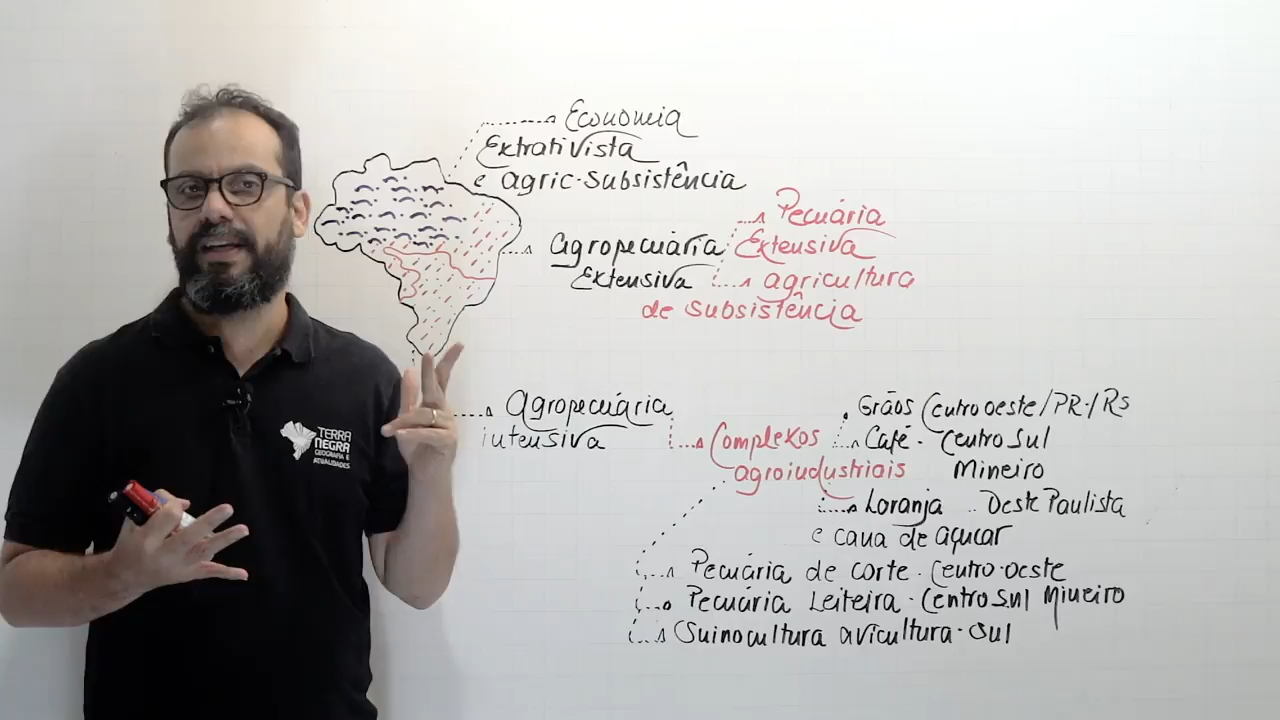 Economia
Extrativista
e agric-Subsistência
Pecuária
agropecuária Extensiva
Extensiva agricultura
de Subsistência
Agropecuária
intensiva
Complexos
agroindustriais
Grãos Centro oeste/PR-/RS
Café - Centro Sul
Mineiro
Laranja - Oeste Paulista
e cana de açucar
Pecuária de corte - Centro-oeste
Pecuária Leiteira - Centro Sul Mineiro
Suinocultura avicultura - Sul
TERRA
NEGRA
GEOGRAFIA E
ATUALIDADES